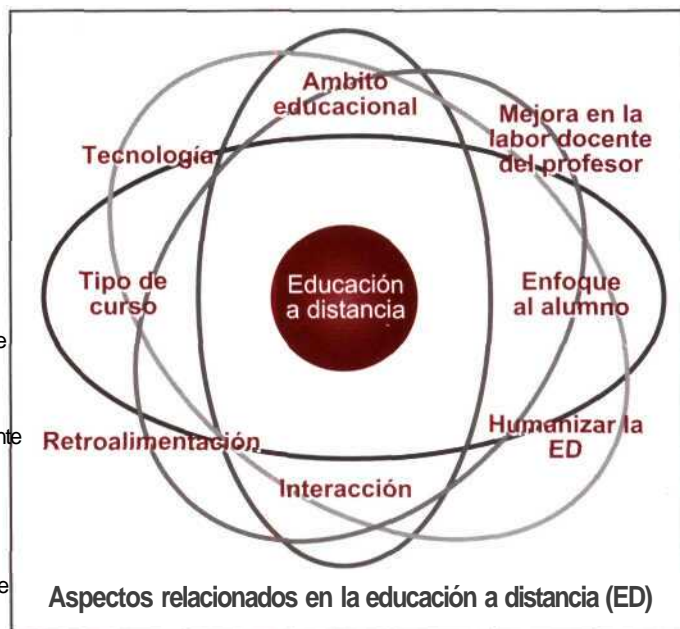 Ambito
educacional
Mejora en la
labor docente
del profesor
Tecnología
Tipo de
curso
Educación
a distancia
Enfoque
al alumno
e
nte
Retroalimentación
Humanizar la
ED
Interacción
e
Aspectos relacionados en la educación a distancia (ED)